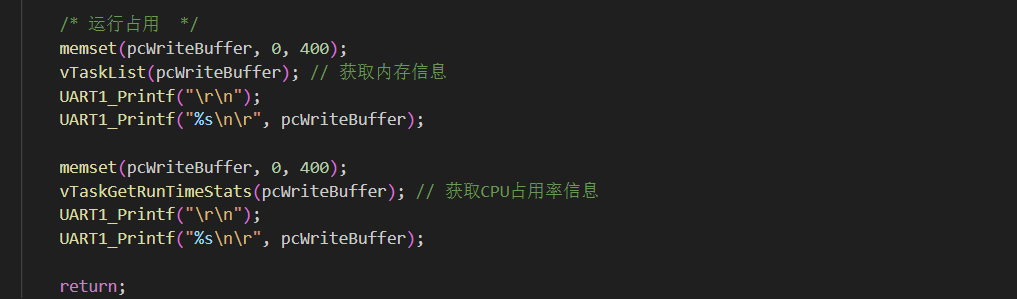 /* 运行占用  */
memset(pcWriteBuffer, 0, 400);
vTaskList(pcWriteBuffer); // 获取内存信息
UART1_Printf("\r\n");
UART1_Printf("%s\n\r", pcWriteBuffer);
memset(pcWriteBuffer, 0, 400);
vTaskGetRunTimeStats(pcWriteBuffer); // 获取CPU占用率信息
UART1_Printf("\r\n");
UART1_Printf("%s\n\r", pcWriteBuffer);
return;